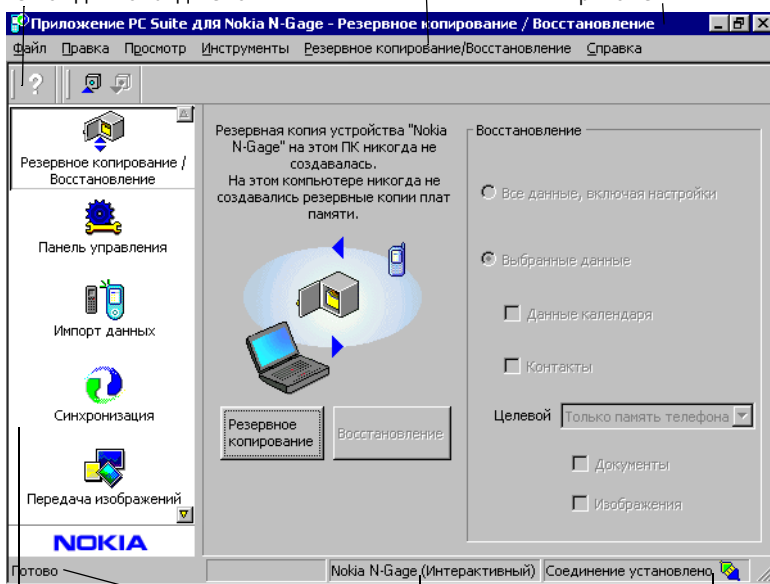 Приложение PC Suite для Nokia N-Gage - Резервное копирование / Восстановление
Файл Правка Просмотр Инструменты Резервное копирование/Восстановление Справка
Резервное копирование /
Восстановление
Панель управления
Импорт данных
Синхронизация
Передача изображений
NOKIA
Резервная копия устройства "Nokia
N-Gage" на этом ПК никогда не
создавалась.
На этом компьютере никогда не
создавались резервные копии плат
памяти.
Резервное
копирование
Восстановление
Восстановление
Все данные, включая настройки
Выбранные данные
Данные календаря
Контакты
Целевой Только память телефона
Документы
Изображения
Готово
Nokia N-Gage (Интерактивный)
Соединение установлено